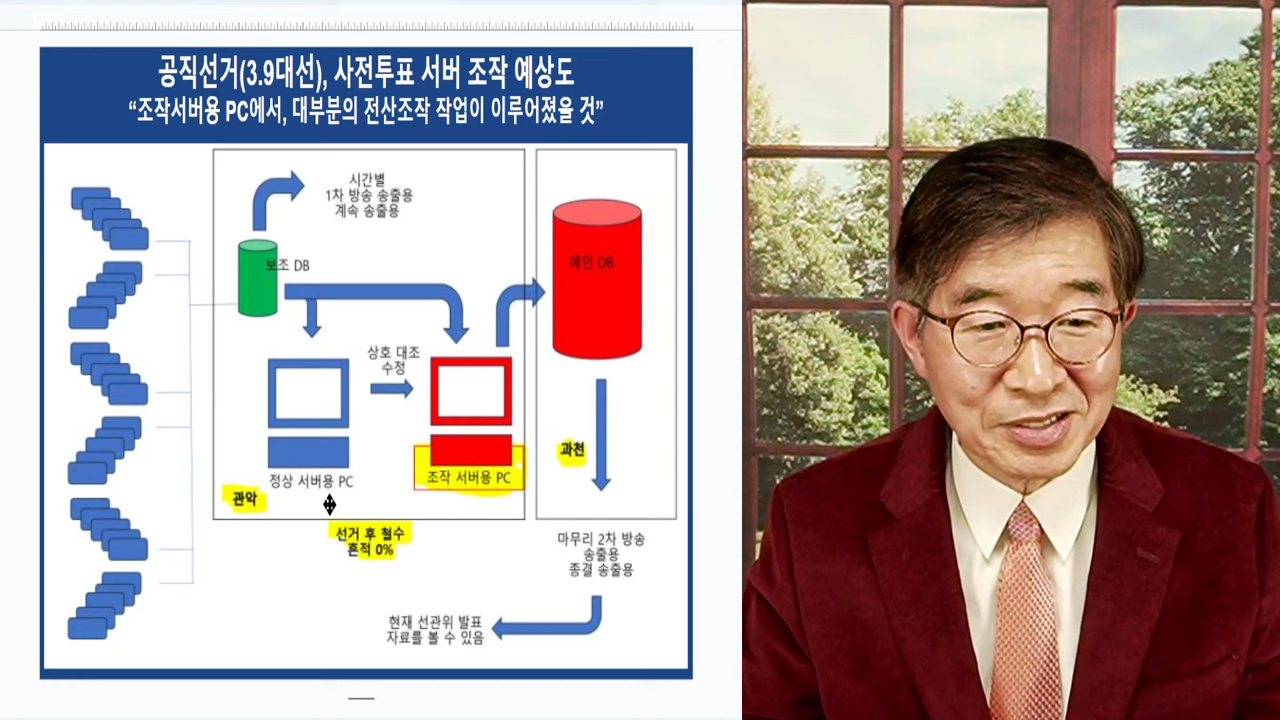 공직선거(3.9대선), 사전투표 서버 조작 예상도
“조작서버용 PC에서, 대부분의 전산조작 작업이 이루어졌을 것”
시간별
1차 방송 송출용
계속 송출용
보조 DB
메인 DB
상호 대조
수정
정상 서버용 PC
조작 서버용 PC
관악
과천
선거 후 철수
흔적 0%
마무리 2차 방송
송출용
종결 송출용
현재 선관위 발표
자료를 볼 수 있음